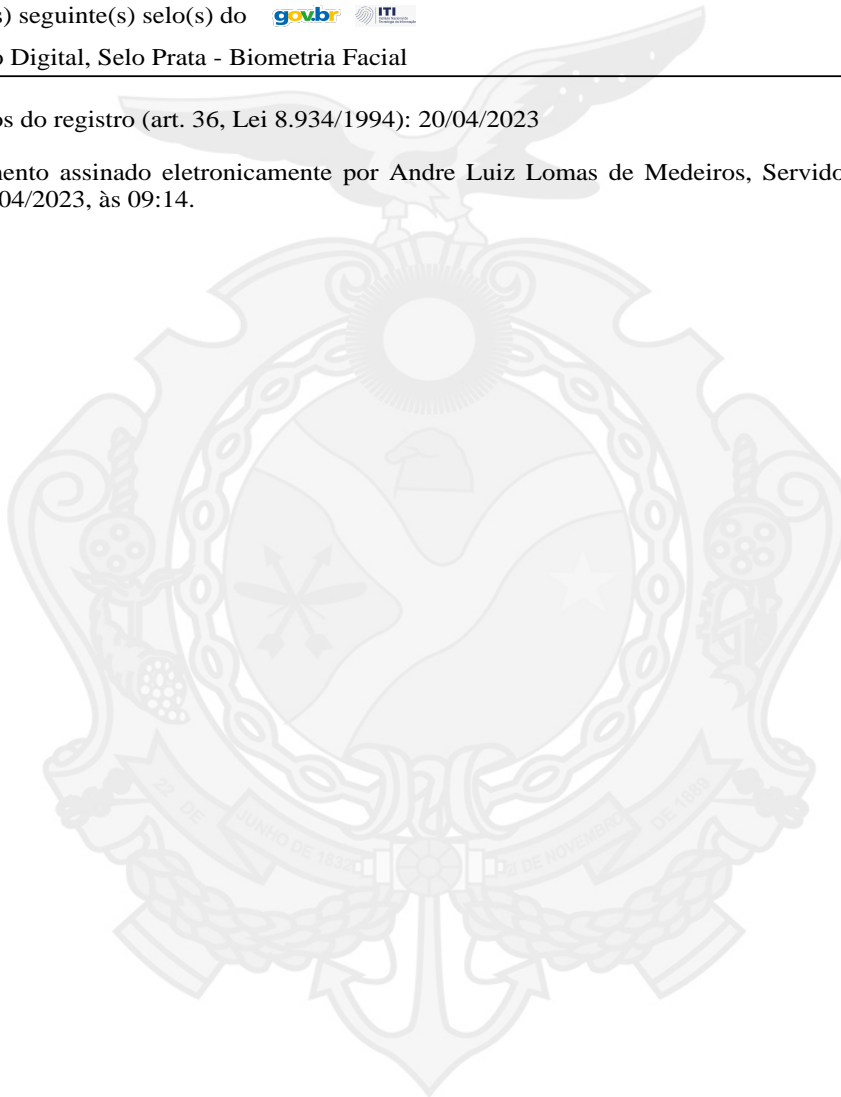 s) seguinte(s) selo(s) do gov.br ITI
o Digital, Selo Prata - Biometria Facial
os do registro (art. 36, Lei 8.934/1994): 20/04/2023
mento assinado eletronicamente por Andre Luiz Lomas de Medeiros, Servido
04/2023, às 09:14.
22 DE JUNHO DE 1832
DE NOVEMBRO DE 1889